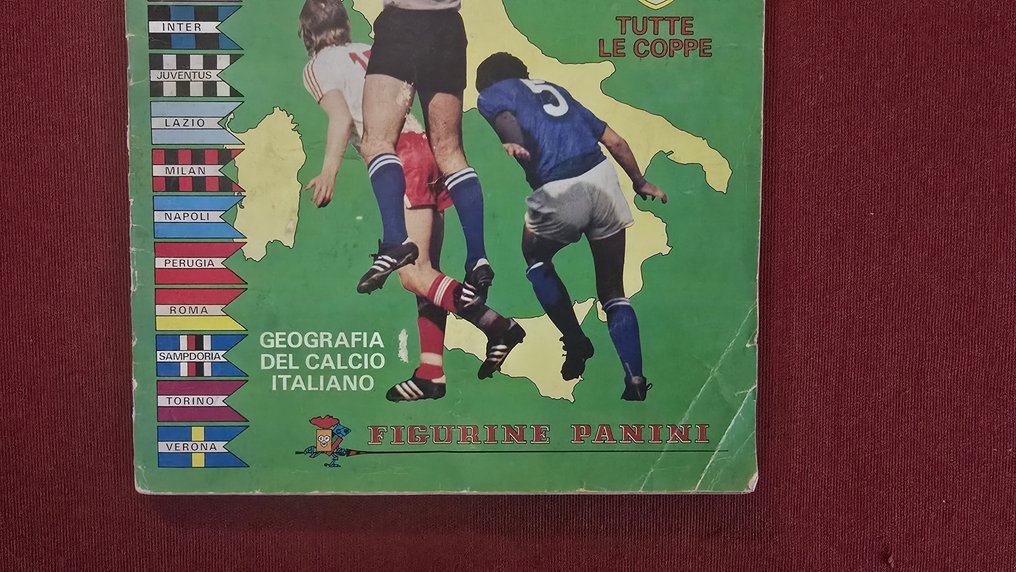 INTER
JUVENTUS
LAZIO
MILAN
NAPOLI
PERUGIA
ROMA
SAMPDORIA
TORINO
VERONA
TUTTE
LE COPPE
5
GEOGRAFIA
DEL CALCIO
ITALIANO
FIGURINE PANINI